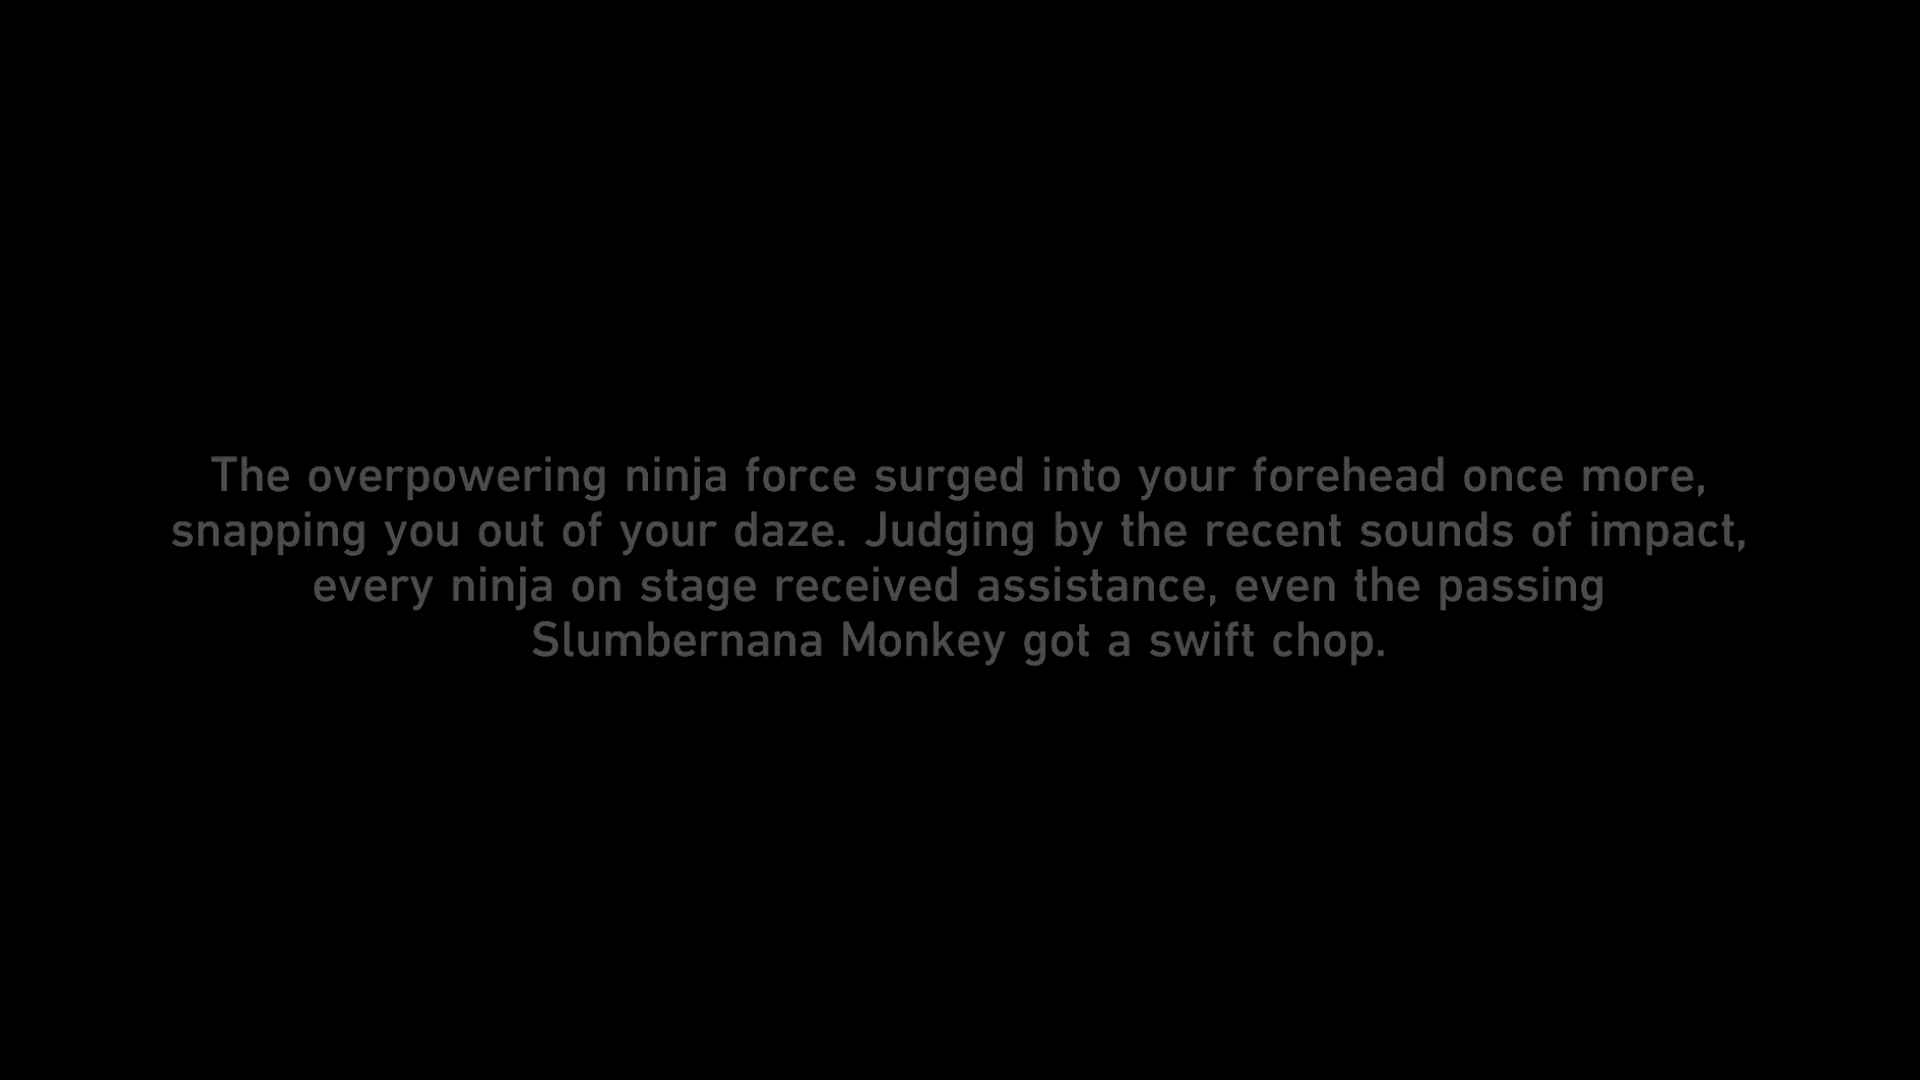 The overpowering ninja force surged into your forehead once more,
snapping you out of your daze. Judging by the recent sounds of impact,
every ninja on stage received assistance, even the passing
Slumbernana Monkey got a swift chop.